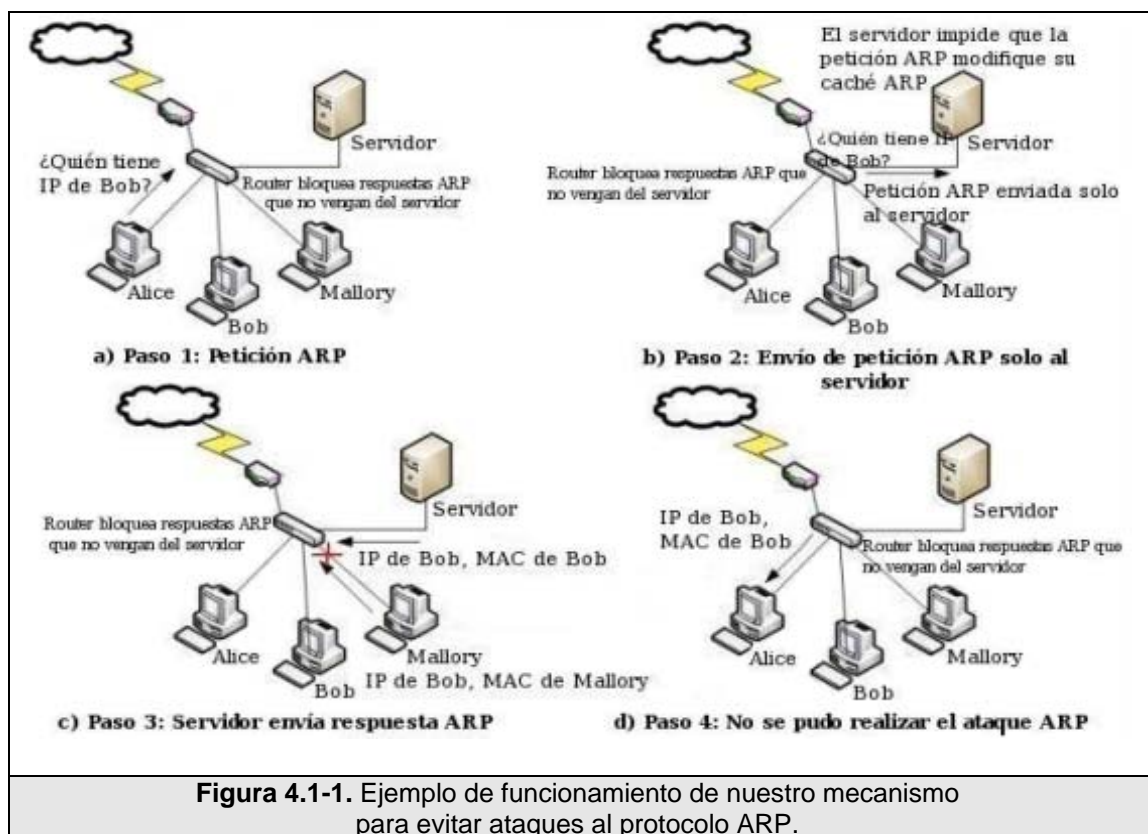 ¿Quién tiene
IP de Bob?
Servidor
Router bloquea respuestas ARP
que no vengan del servidor
Alice
Bob
Mallory
a) Paso 1: Petición ARP
El servidor impide que la
petición ARP modifique su
caché ARP
¿Quién tiene IP
de Bob?
Servidor
Router bloquea respuestas ARP que
no vengan del servidor
Petición ARP enviada solo
al servidor
Alice
Mallory
Bob
b) Paso 2: Envío de petición ARP solo al
servidor
Servidor
Router bloquea respuestas ARP
que no vengan del servidor
IP de Bob, MAC de Bob
Alice
Mallory
Bob
IP de Bob, MAC de Mallory
c) Paso 3: Servidor envía respuesta ARP
IP de Bob,
MAC de Bob
Servidor
Router bloquea respuestas ARP que
no vengan del servidor
Alice
Mallory
Bob
d) Paso 4: No se pudo realizar el ataque ARP
Figura 4.1-1. Ejemplo de funcionamiento de nuestro mecanismo
para evitar ataques al protocolo ARP.